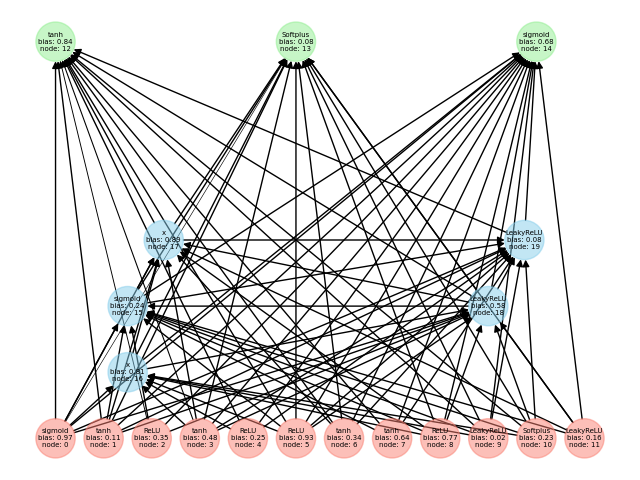 tanh
bias: 0.84
node: 12
Softplus
bias: 0.08
node: 13
sigmoid
bias: 0.68
node: 14
x
bias: 0.89
node: 17
LeakyReLU
bias: 0.08
node: 19
sigmoid
bias: 0.24
node: 15
LeakyReLU
bias: 0.58
node: 18
x
bias: 0.81
node: 16
sigmoid
bias: 0.97
node: 0
tanh
bias: 0.11
node: 1
ReLU
bias: 0.35
node: 2
tanh
bias: 0.48
node: 3
ReLU
bias: 0.25
node: 4
ReLU
bias: 0.93
node: 5
tanh
bias: 0.34
node: 6
tanh
bias: 0.64
node: 7
ReLU
bias: 0.77
node: 8
LeakyReLU
bias: 0.02
node: 9
Softplus
bias: 0.23
node: 10
LeakyReLU
bias: 0.16
node: 11